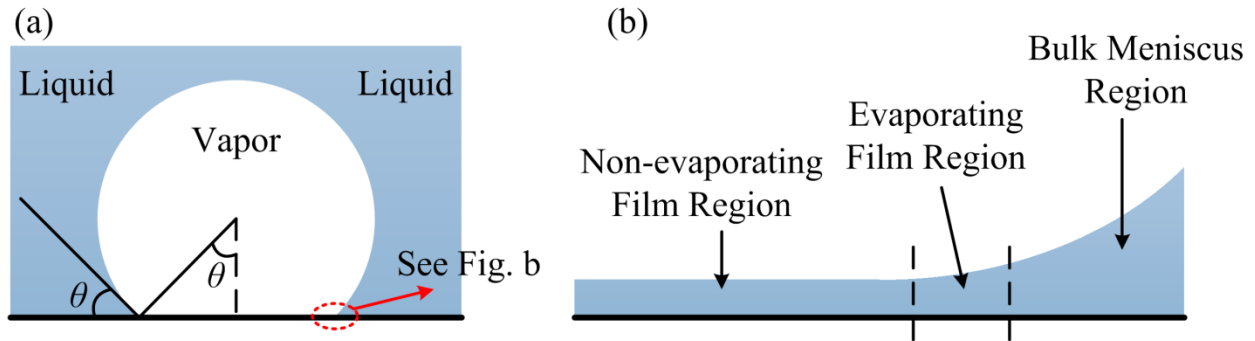 (a)
Liquid
Liquid
Vapor
θ
θ
See Fig. b
(b)
Bulk Meniscus
Region
Evaporating
Film Region
Non-evaporating
Film Region